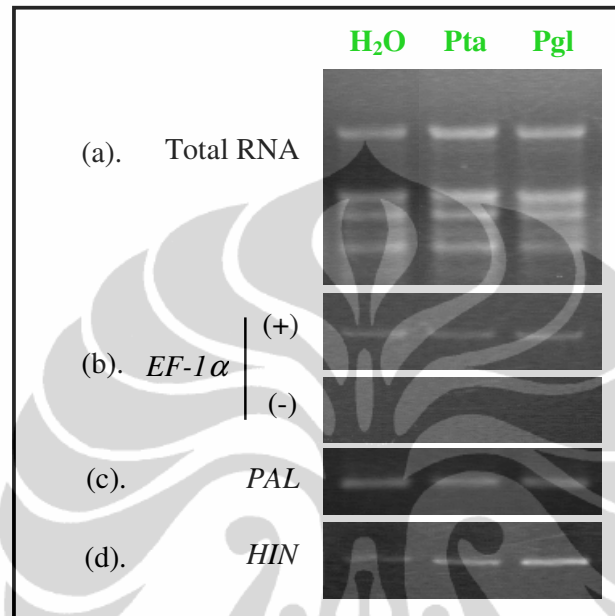 H₂O Pta Pgl
(a). Total RNA
(+)
(b). EF-1α
(-)
(c). PAL
(d). HIN